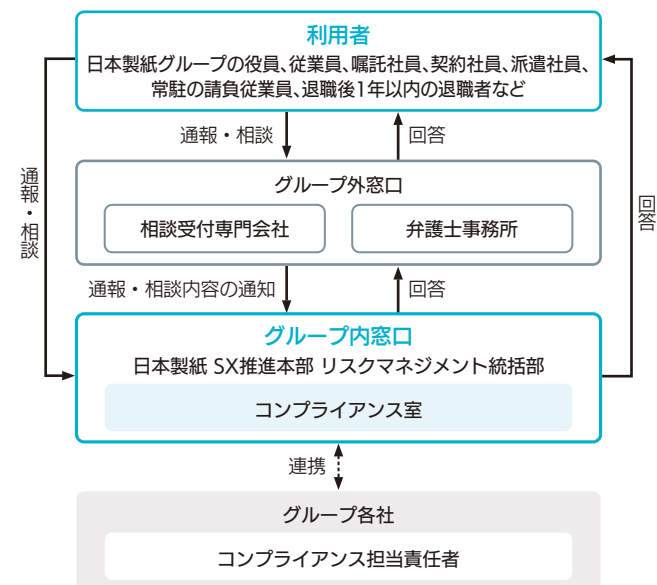 利用者
日本製紙グループの役員、従業員、嘱託社員、契約社員、派遣社員、
常駐の請負従業員、退職後1年以内の退職者など
通報・相談
回答
通報・相談
回答
グループ外窓口
相談受付専門会社
弁護士事務所
通報・相談内容の通知
回答
グループ内窓口
日本製紙 SX推進本部 リスクマネジメント統括部
コンプライアンス室
連携
グループ各社
コンプライアンス担当責任者